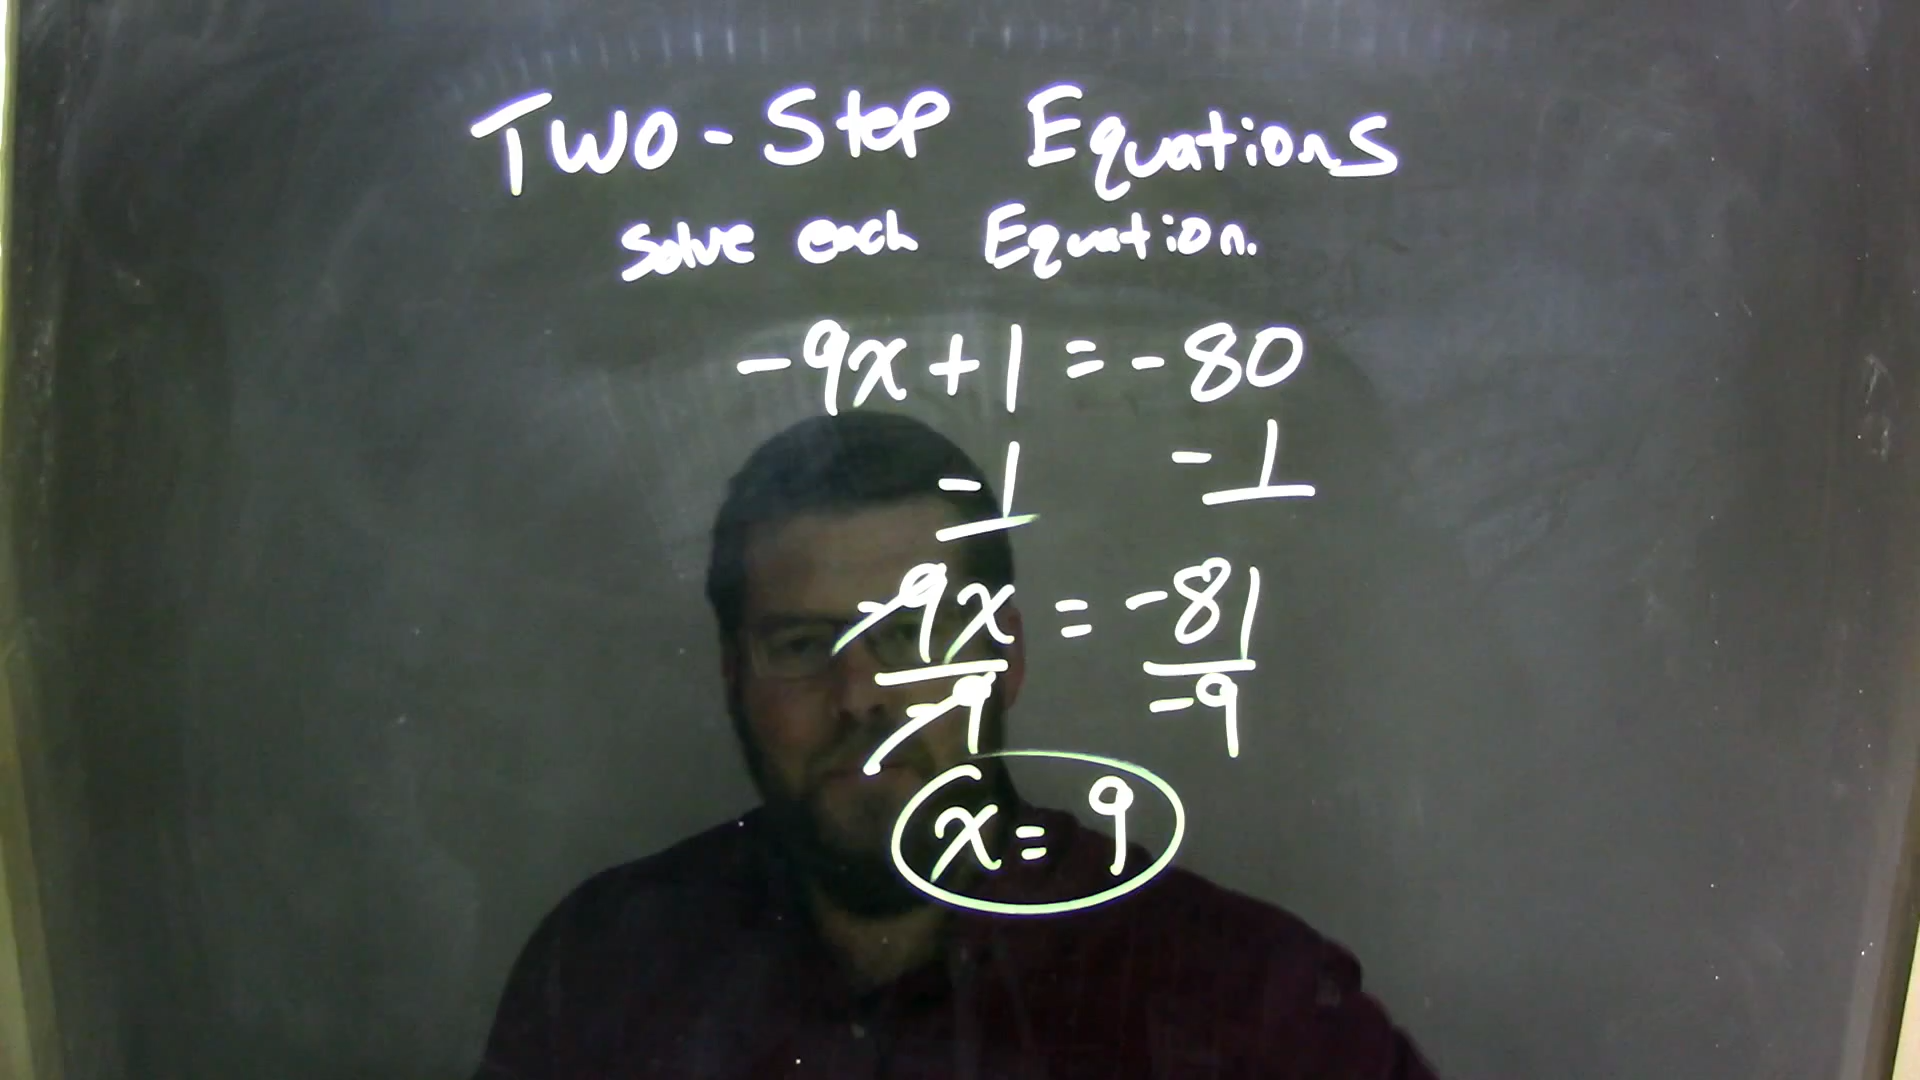 Two-Step Equations
Solve each Equation.
-9x+1=-80
-1 -1
-9x = -81
-9 -9
x=9